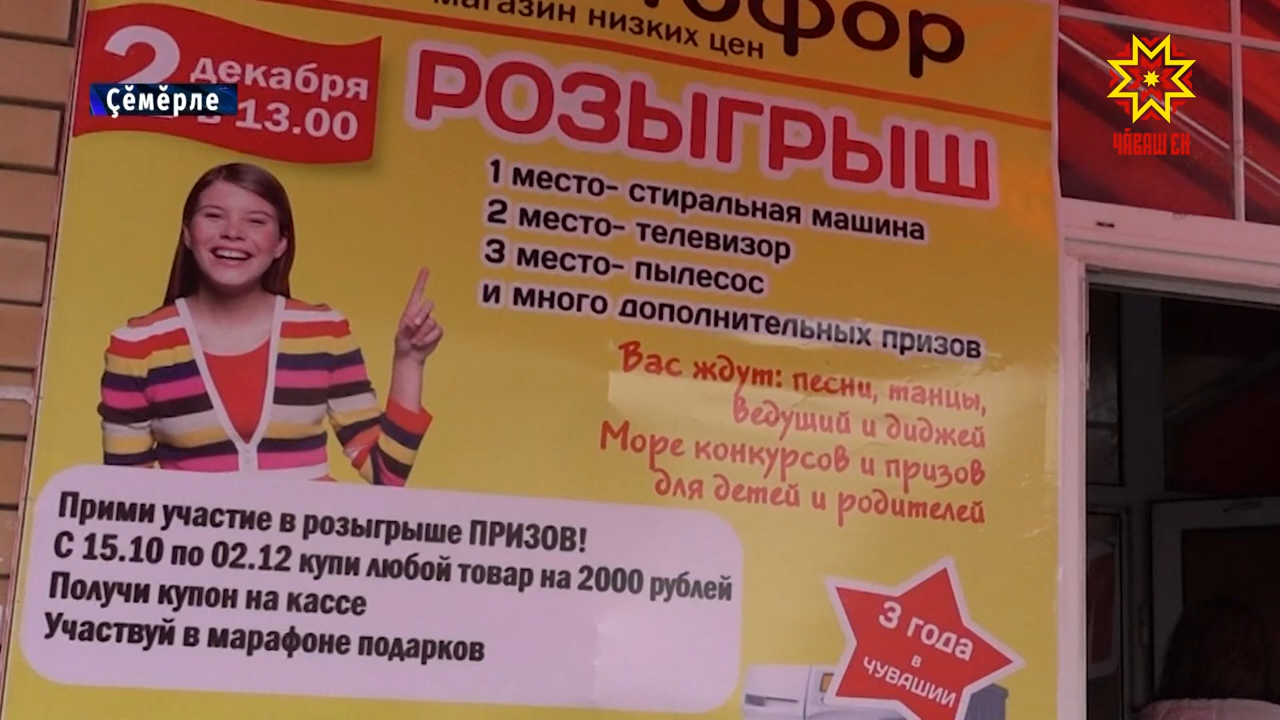 магазин низких цен
2 декабря
в 13.00
Ҫӗмӗрле
ЧӐВАШ ЕН
РОЗЫГРЫШ
1 место- стиральная машина
2 место- телевизор
3 место- пылесос
и много дополнительных призов
Вас ждут: песни, танцы,
ведущий и диджей
Море конкурсов и призов
для детей и родителей
Прими участие в розыгрыше ПРИЗОВ!
С 15.10 по 02.12 купи любой товар на 2000 рублей
Получи купон на кассе
Участвуй в марафоне подарков
3 года
в
ЧУВАШИИ